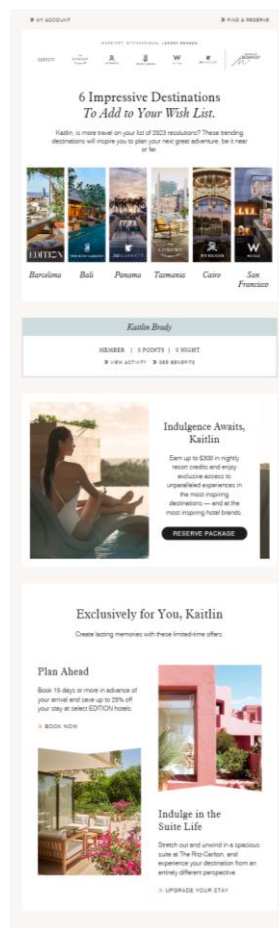 MY ACCOUNT
FIND & RESERVE
MARRIOTT INTERNATIONAL LUXURY BRANDS
EDITION
W
6 Impressive Destinations
To Add to Your Wish List.
Kaitlin, is more travel on your list of 2023 resolutions? These trending
destinations will inspire you to plan your next great adventure, be it near
or far.
EDITION
W
Barcelona
Bali
Panama
Tasmania
Cairo
San
Francisco
Kaitlin Brady
MEMBER | 0 POINTS | 0 NIGHT
VIEW ACTIVITY
SEE BENEFITS
Indulgence Awaits,
Kaitlin
Earn up to $300 in nightly
resort credits and enjoy
exclusive access to
unparalleled experiences in
the most inspiring
destinations — and at the
most inspiring hotel brands.
RESERVE PACKAGE
Exclusively for You, Kaitlin
Create lasting memories with these limited-time offers.
Plan Ahead
Book 15 days or more in advance of
your arrival and save up to 25% off
your stay at select EDITION hotels.
BOOK NOW
Indulge in the
Suite Life
Stretch out and unwind in a spacious
suite at The Ritz-Carlton, and
experience your destination from an
entirely different perspective.
UPGRADE YOUR STAY